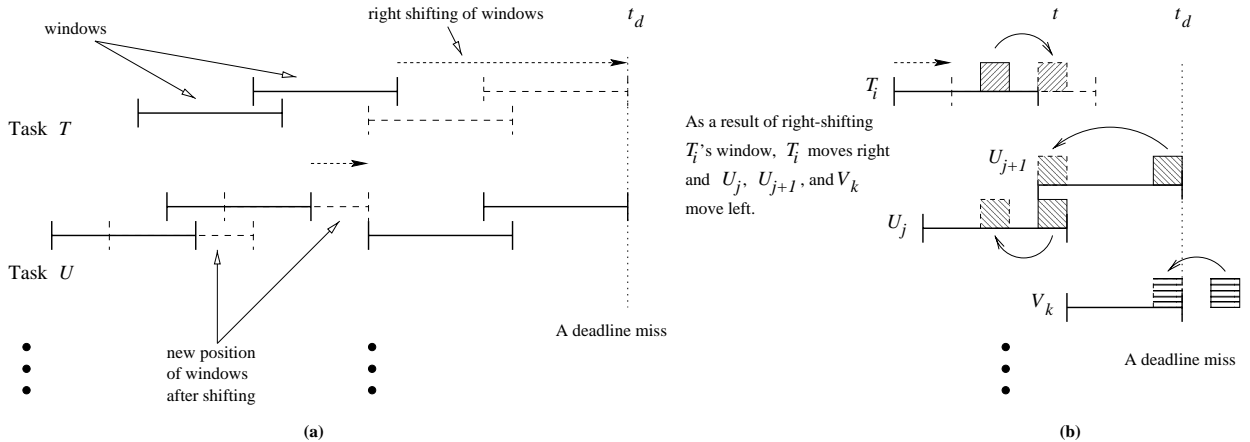 right shifting of windows
t_d
windows
Task T
Task U
A deadline miss
new position
of windows
after shifting
(a)
t
t_d
T_i
As a result of right-shifting
T_i's window, T_i moves right
and U_j, U_{j+1}, and V_k
move left.
U_{j+1}
U_j
V_k
A deadline miss
(b)